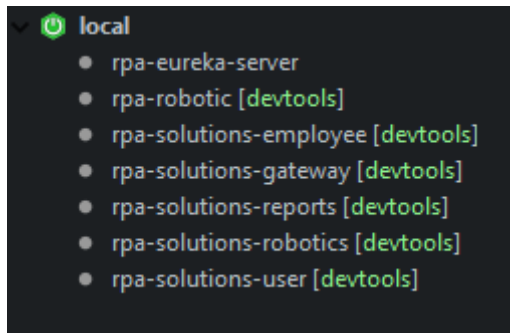 local
rpa-eureka-server
rpa-robotic [devtools]
rpa-solutions-employee [devtools]
rpa-solutions-gateway [devtools]
rpa-solutions-reports [devtools]
rpa-solutions-robotics [devtools]
rpa-solutions-user [devtools]